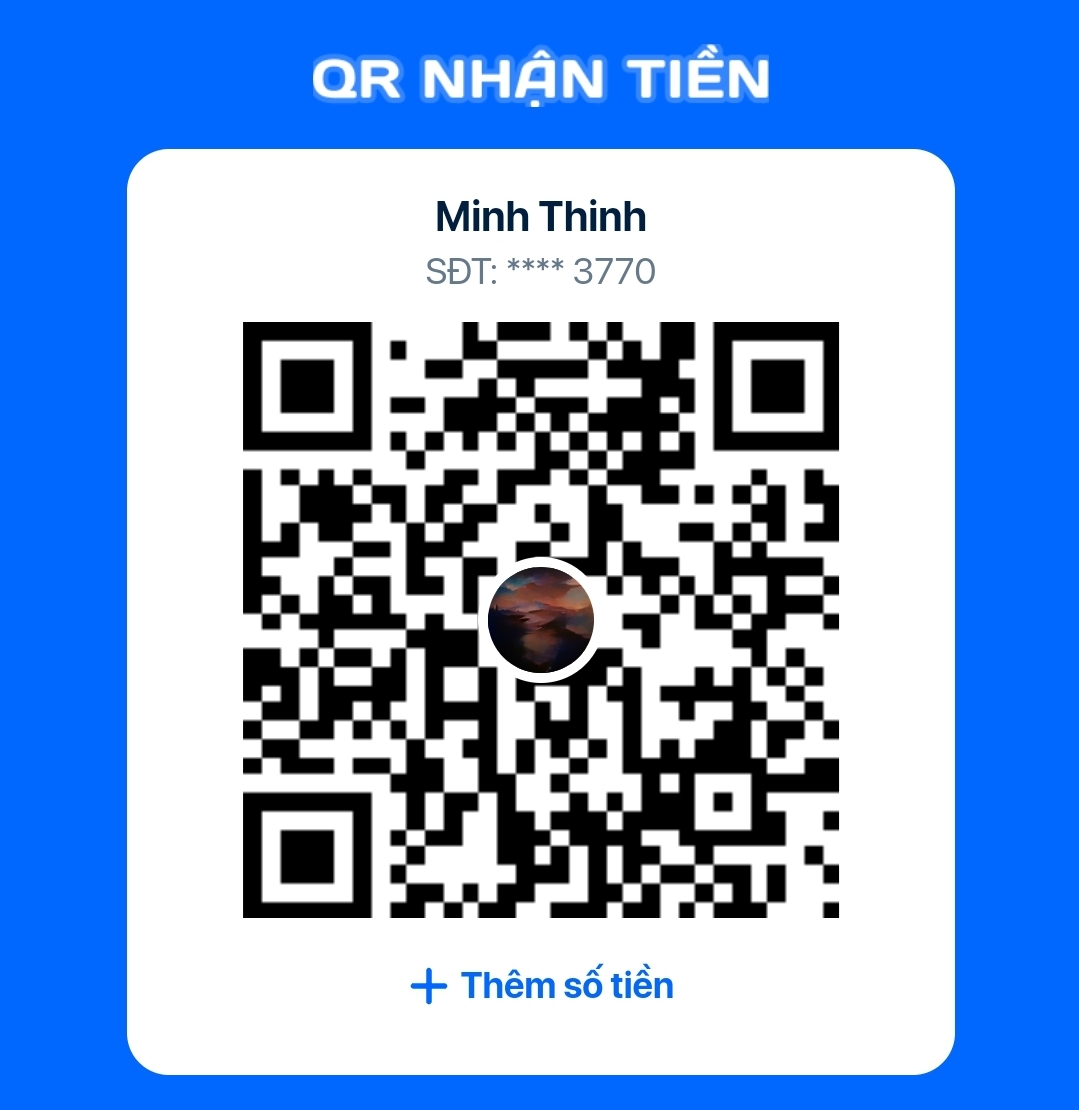 QR NHẬN TIỀN
Minh Thinh
SĐT: **** 3770
+ Thêm số tiền